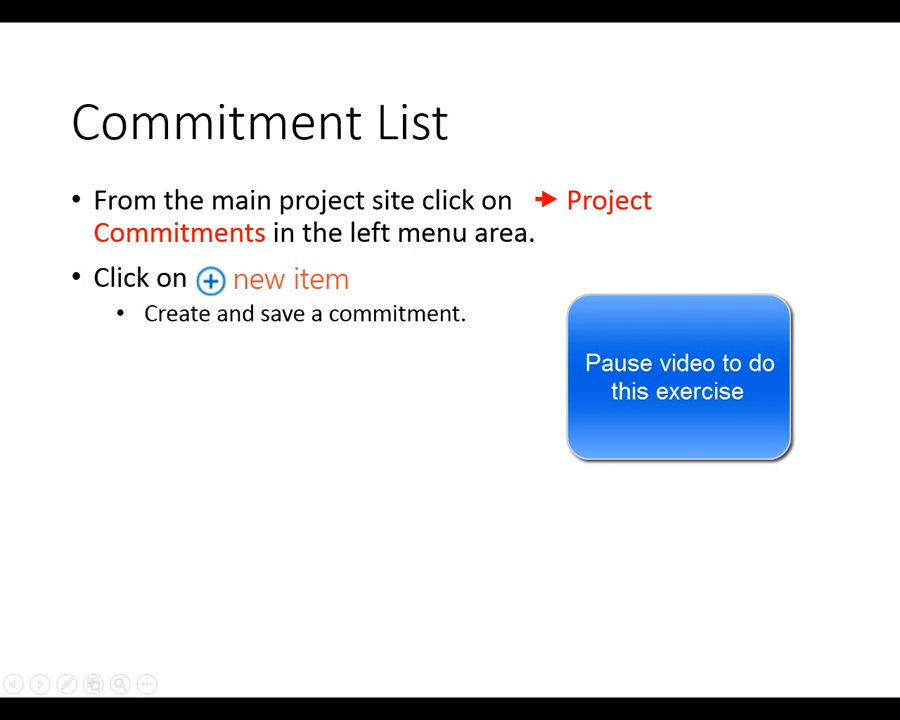 Commitment List
• From the main project site click on → Project
Commitments in the left menu area.
• Click on new item
• Create and save a commitment.
Pause video to do
this exercise